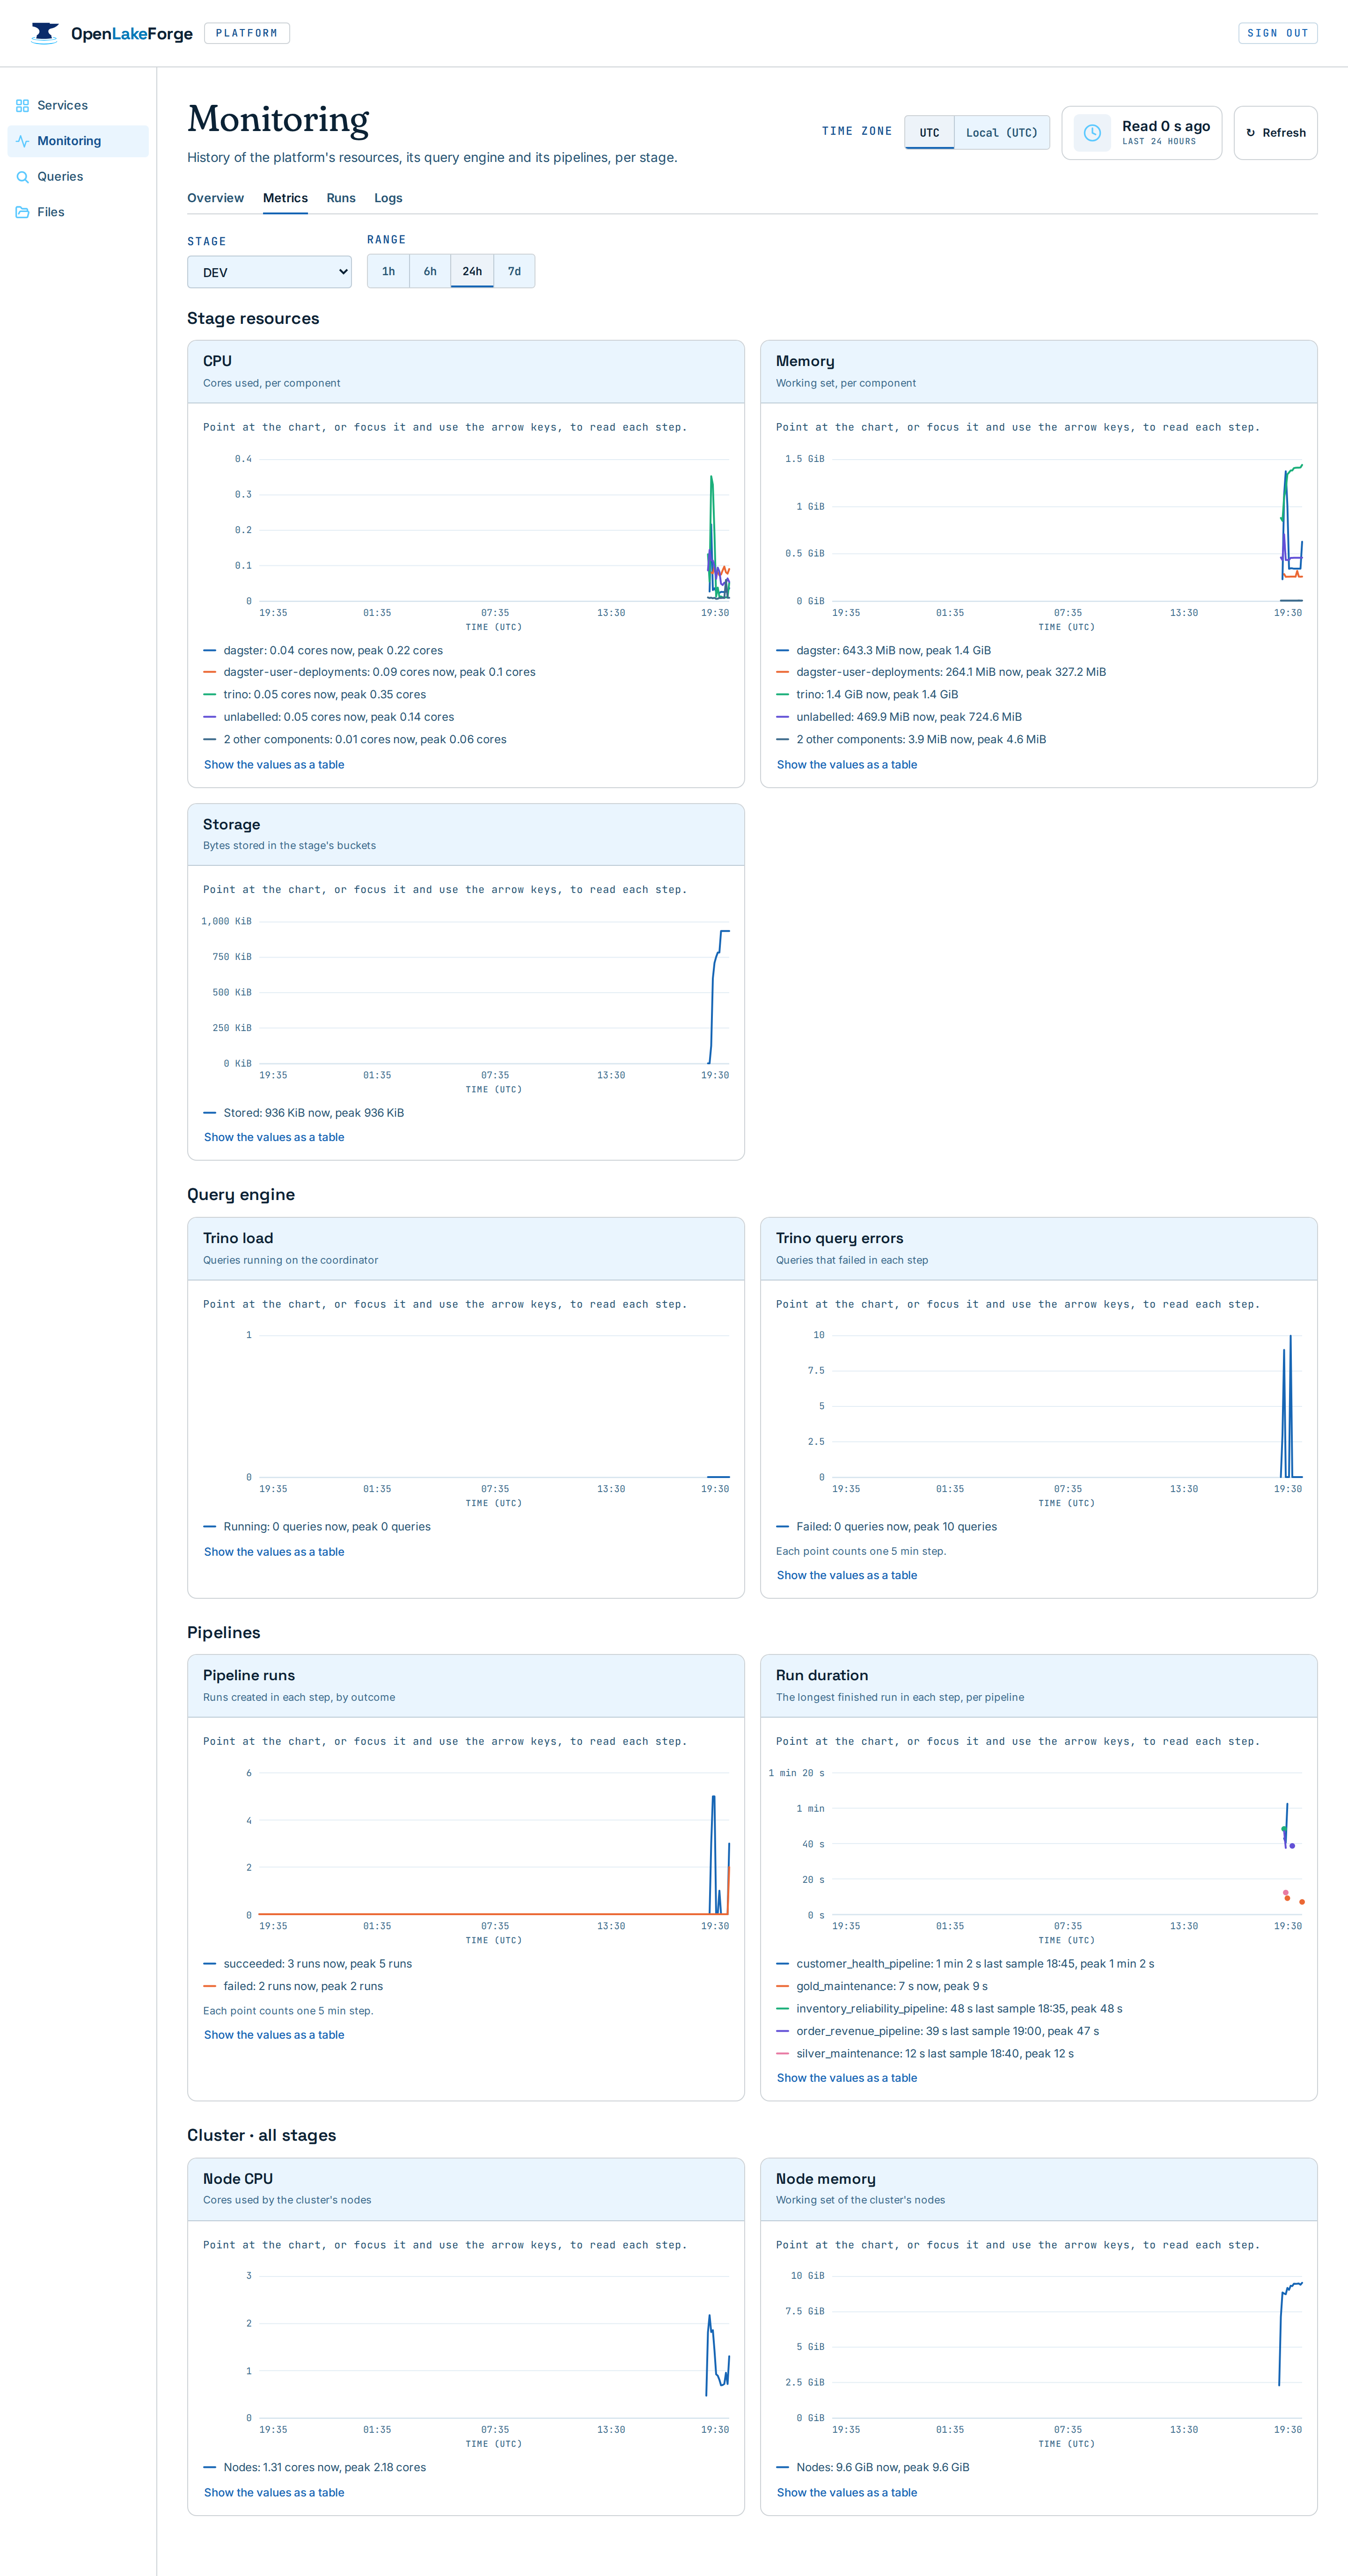 OpenLakeForge PLATFORM SIGN OUT
Services
Monitoring
Queries
Files
Monitoring
History of the platform's resources, its query engine and its pipelines, per stage.
TIME ZONE UTC Local (UTC)
Read 0 s ago
LAST 24 HOURS
↻ Refresh
Overview Metrics Runs Logs
STAGE
DEV
RANGE
1h 6h 24h 7d
Stage resources
CPU
Cores used, per component
Point at the chart, or focus it and use the arrow keys, to read each step.
0.4
0.3
0.2
0.1
0
19:35 01:35 07:35 13:30 19:30
TIME (UTC)
dagster: 0.04 cores now, peak 0.22 cores
dagster-user-deployments: 0.09 cores now, peak 0.1 cores
trino: 0.05 cores now, peak 0.35 cores
unlabelled: 0.05 cores now, peak 0.14 cores
2 other components: 0.01 cores now, peak 0.06 cores
Show the values as a table
Memory
Working set, per component
Point at the chart, or focus it and use the arrow keys, to read each step.
1.5 GiB
1 GiB
0.5 GiB
0 GiB
19:35 01:35 07:35 13:30 19:30
TIME (UTC)
dagster: 643.3 MiB now, peak 1.4 GiB
dagster-user-deployments: 264.1 MiB now, peak 327.2 MiB
trino: 1.4 GiB now, peak 1.4 GiB
unlabelled: 469.9 MiB now, peak 724.6 MiB
2 other components: 3.9 MiB now, peak 4.6 MiB
Show the values as a table
Storage
Bytes stored in the stage's buckets
Point at the chart, or focus it and use the arrow keys, to read each step.
1,000 KiB
750 KiB
500 KiB
250 KiB
0 KiB
19:35 01:35 07:35 13:30 19:30
TIME (UTC)
Stored: 936 KiB now, peak 936 KiB
Show the values as a table
Query engine
Trino load
Queries running on the coordinator
Point at the chart, or focus it and use the arrow keys, to read each step.
1
0
19:35 01:35 07:35 13:30 19:30
TIME (UTC)
Running: 0 queries now, peak 0 queries
Show the values as a table
Trino query errors
Queries that failed in each step
Point at the chart, or focus it and use the arrow keys, to read each step.
10
7.5
5
2.5
0
19:35 01:35 07:35 13:30 19:30
TIME (UTC)
Failed: 0 queries now, peak 10 queries
Each point counts one 5 min step.
Show the values as a table
Pipelines
Pipeline runs
Runs created in each step, by outcome
Point at the chart, or focus it and use the arrow keys, to read each step.
6
4
2
0
19:35 01:35 07:35 13:30 19:30
TIME (UTC)
succeeded: 3 runs now, peak 5 runs
failed: 2 runs now, peak 2 runs
Each point counts one 5 min step.
Show the values as a table
Run duration
The longest finished run in each step, per pipeline
Point at the chart, or focus it and use the arrow keys, to read each step.
1 min 20 s
1 min
40 s
20 s
0 s
19:35 01:35 07:35 13:30 19:30
TIME (UTC)
customer_health_pipeline: 1 min 2 s last sample 18:45, peak 1 min 2 s
gold_maintenance: 7 s now, peak 9 s
inventory_reliability_pipeline: 48 s last sample 18:35, peak 48 s
order_revenue_pipeline: 39 s last sample 19:00, peak 47 s
silver_maintenance: 12 s last sample 18:40, peak 12 s
Show the values as a table
Cluster · all stages
Node CPU
Cores used by the cluster's nodes
Point at the chart, or focus it and use the arrow keys, to read each step.
3
2
1
0
19:35 01:35 07:35 13:30 19:30
TIME (UTC)
Nodes: 1.31 cores now, peak 2.18 cores
Show the values as a table
Node memory
Working set of the cluster's nodes
Point at the chart, or focus it and use the arrow keys, to read each step.
10 GiB
7.5 GiB
5 GiB
2.5 GiB
0 GiB
19:35 01:35 07:35 13:30 19:30
TIME (UTC)
Nodes: 9.6 GiB now, peak 9.6 GiB
Show the values as a table